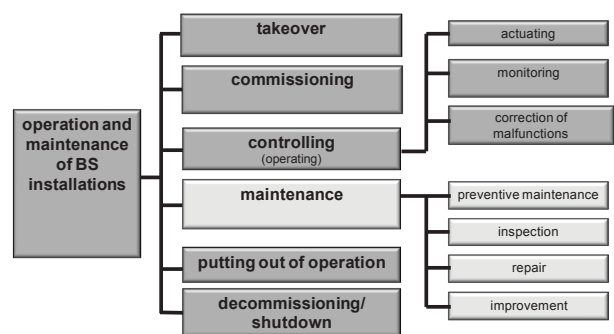 operation and
maintenance
of BS
installations
takeover
commissioning
controlling
(operating)
maintenance
putting out of operation
decommissioning/
shutdown
actuating
monitoring
correction of
malfunctions
preventive maintenance
inspection
repair
improvement